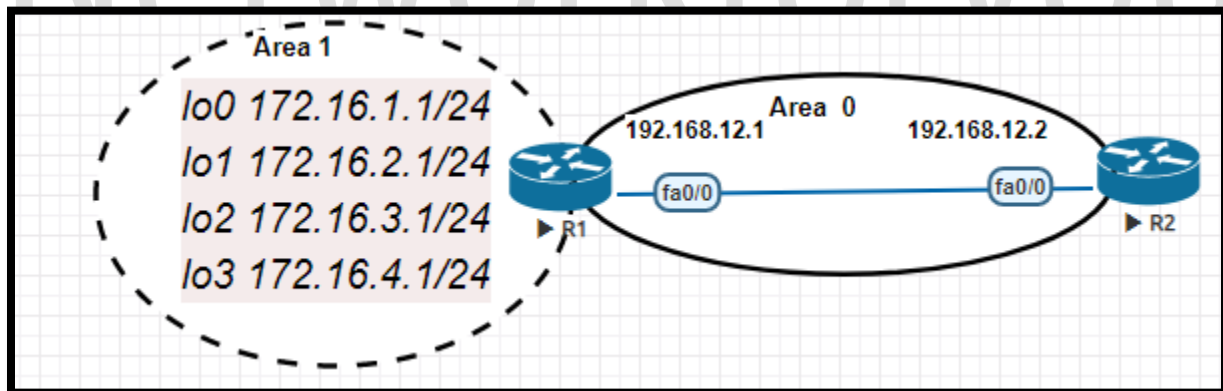 Area 1
lo0 172.16.1.1/24
lo1 172.16.2.1/24
lo2 172.16.3.1/24
lo3 172.16.4.1/24
R1
Area 0
192.168.12.1
192.168.12.2
fa0/0
fa0/0
R2